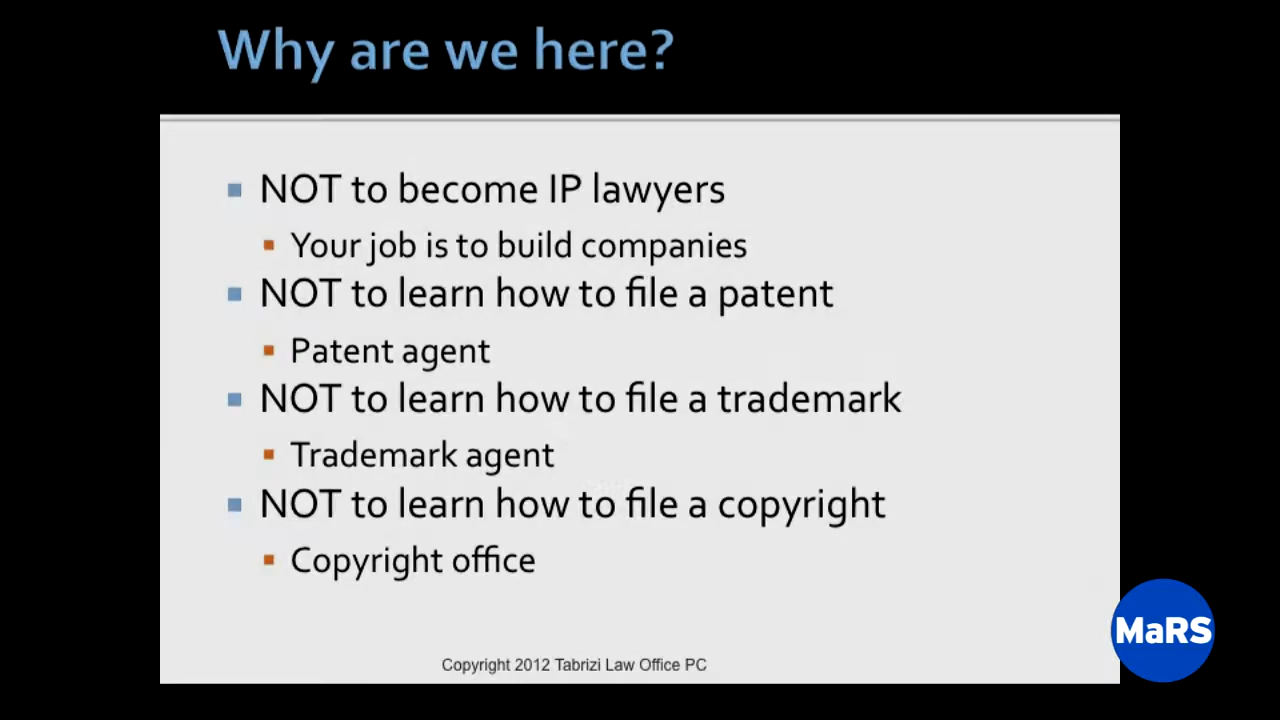 Why are we here?
NOT to become IP lawyers
Your job is to build companies
NOT to learn how to file a patent
Patent agent
NOT to learn how to file a trademark
Trademark agent
NOT to learn how to file a copyright
Copyright office
MaRS
Copyright 2012 Tabrizi Law Office PC